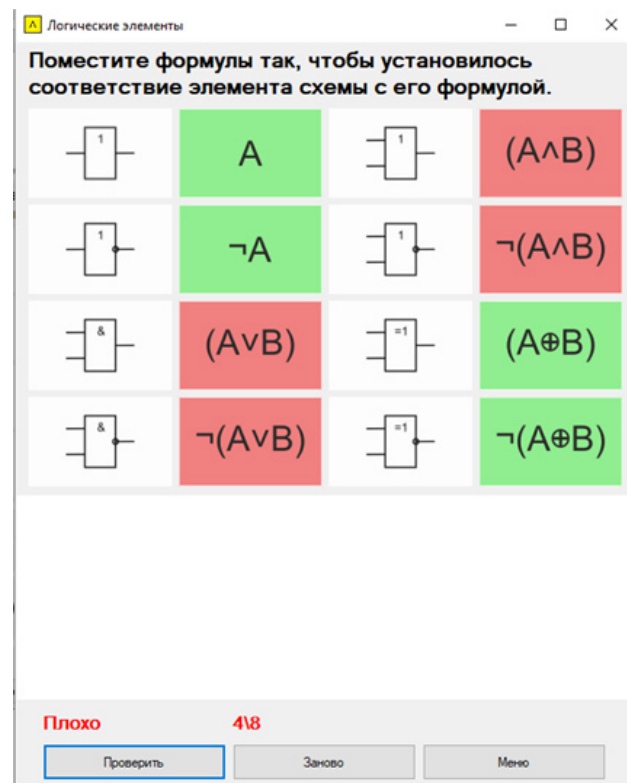 Логические элементы
Поместите формулы так, чтобы установилось
соответствие элемента схемы с его формулой.
1 A 1 (A∧B)
1 ¬A 1 ¬(A∧B)
& (A∨B) =1 (A⊕B)
& ¬(A∨B) =1 ¬(A⊕B)
Плохо 4\8
Проверить Заново Меню